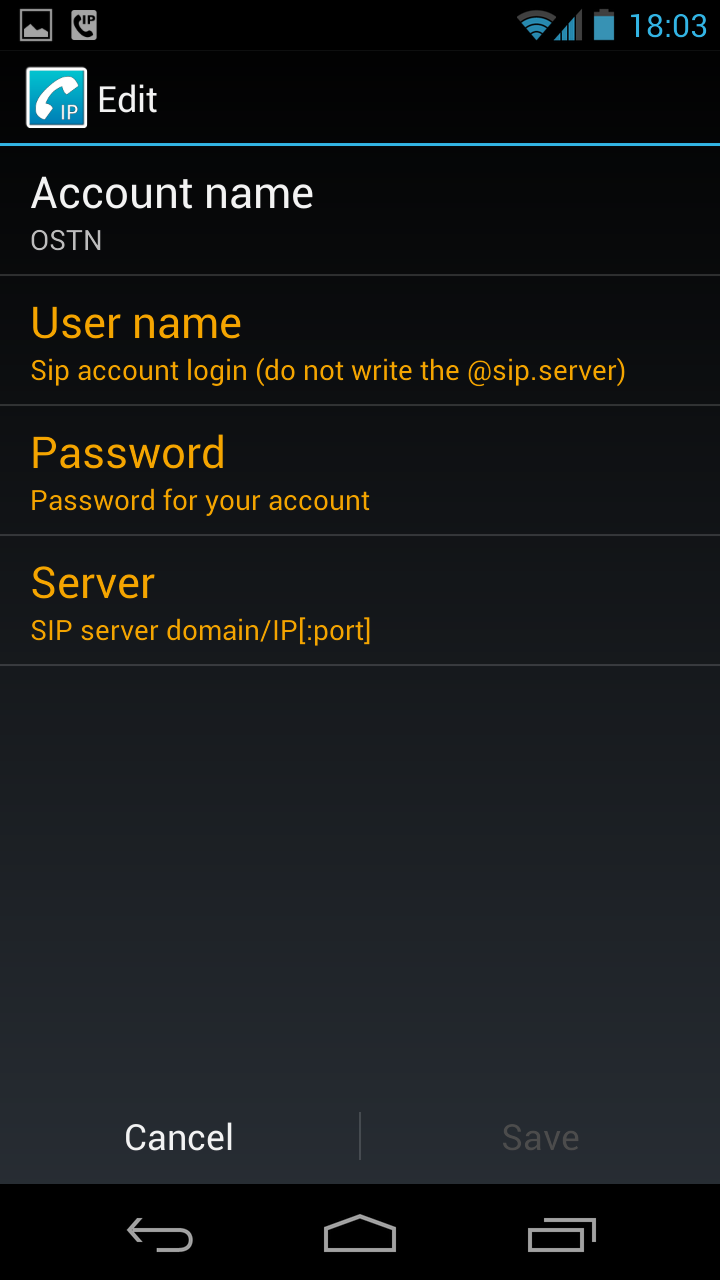 IP
18:03
IP
Edit
Account name
OSTN
User name
Sip account login (do not write the @sip.server)
Password
Password for your account
Server
SIP server domain/IP[:port]
Cancel
Save